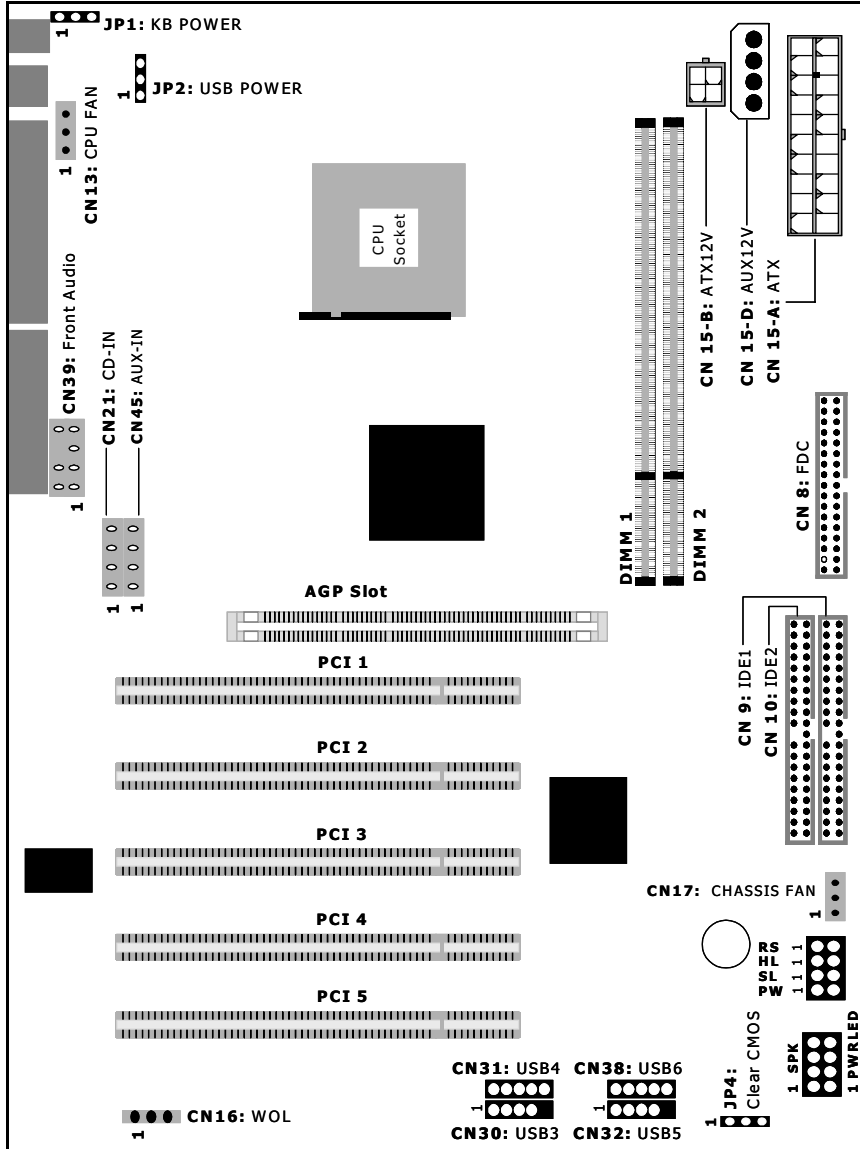 1
JP1: KB POWER
1
JP2: USB POWER
1
CN13: CPU FAN
CPU
Socket
CN 15-B: ATX12V
CN 15-D: AUX12V
CN 15-A: ATX
CN39: Front Audio
1
CN21: CD-IN
CN45: AUX-IN
1
1
DIMM 1
DIMM 2
CN 8: FDC
AGP Slot
PCI 1
CN 9: IDE1
CN 10: IDE2
PCI 2
PCI 3
CN17: CHASSIS FAN
1
PCI 4
RS 1
HL 1
SL 1
PW 1
PCI 5
1 SPK
1 PWRLED
CN31: USB4
CN38: USB6
1
1
CN30: USB3
CN32: USB5
JP4:
Clear CMOS
1
CN16: WOL
1